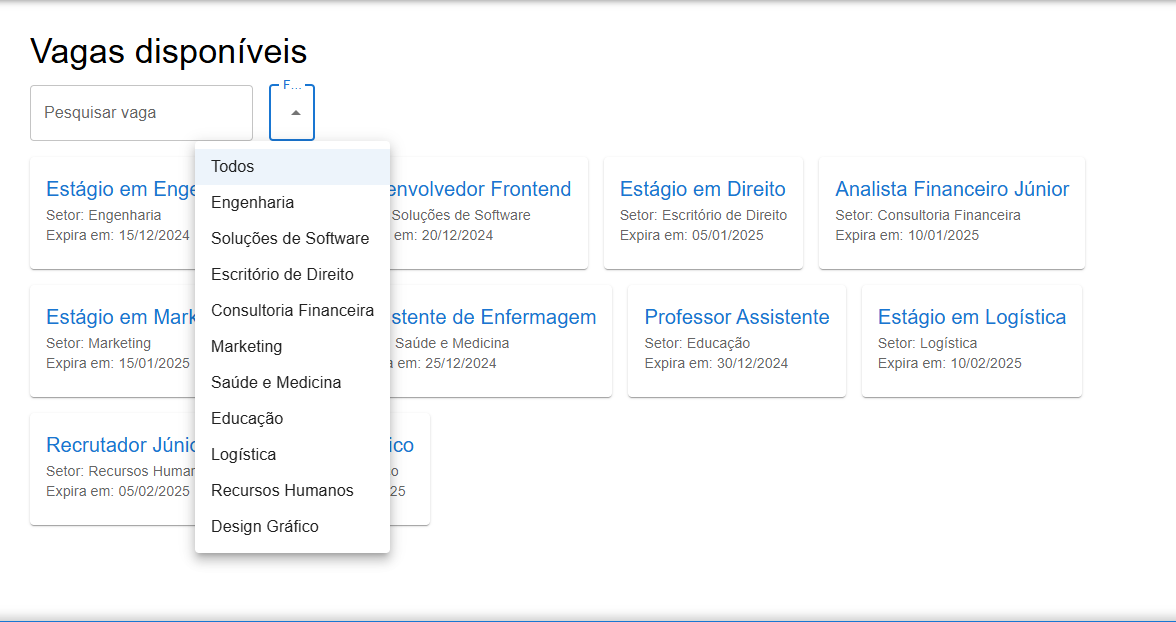 Vagas disponíveis
Pesquisar vaga
F...
Todos
Engenharia
Soluções de Software
Escritório de Direito
Consultoria Financeira
Marketing
Saúde e Medicina
Educação
Logística
Recursos Humanos
Design Gráfico
Estágio em Enge
Setor: Engenharia
Expira em: 15/12/2024
envolvedor Frontend
Soluções de Software
em: 20/12/2024
Estágio em Direito
Setor: Escritório de Direito
Expira em: 05/01/2025
Analista Financeiro Júnior
Setor: Consultoria Financeira
Expira em: 10/01/2025
Estágio em Mark
Setor: Marketing
Expira em: 15/01/2025
stente de Enfermagem
Saúde e Medicina
em: 25/12/2024
Professor Assistente
Setor: Educação
Expira em: 30/12/2024
Estágio em Logística
Setor: Logística
Expira em: 10/02/2025
Recrutador Júnio
Setor: Recursos Humar
Expira em: 05/02/2025
ico
o
25